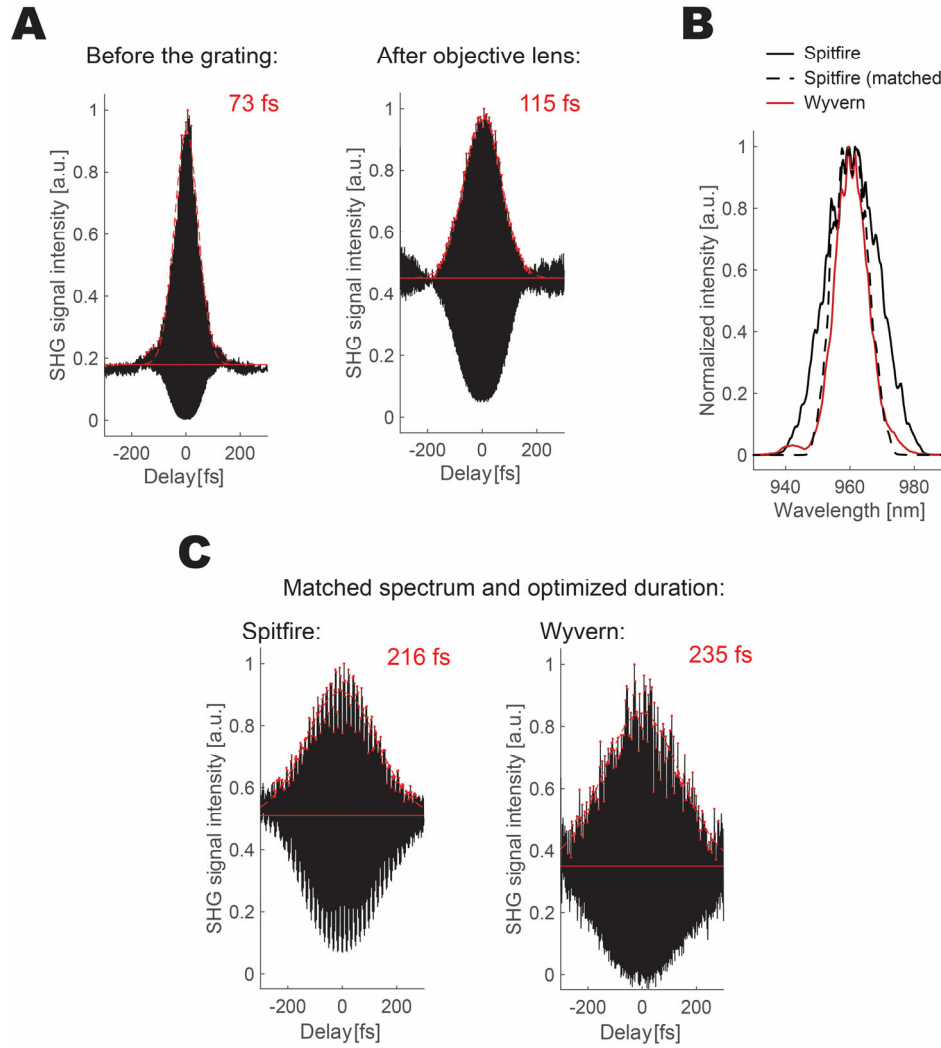 A
Before the grating:
73 fs
SHG signal intensity [a.u.]
1
0.8
0.6
0.4
0.2
0
-200
0
200
Delay[fs]
After objective lens:
115 fs
SHG signal intensity [a.u.]
1
0.8
0.6
0.4
0.2
0
-200
0
200
Delay[fs]
B
Spitfire
Spitfire (matched
Wyvern
Normalized intensity [a.u.]
1
0.8
0.6
0.4
0.2
0
940
960
980
Wavelength [nm]
C
Matched spectrum and optimized duration:
Spitfire:
216 fs
SHG signal intensity [a.u.]
1
0.8
0.6
0.4
0.2
0
-200
0
200
Delay[fs]
Wyvern:
235 fs
SHG signal intensity [a.u.]
1
0.8
0.6
0.4
0.2
0
-200
0
200
Delay[fs]